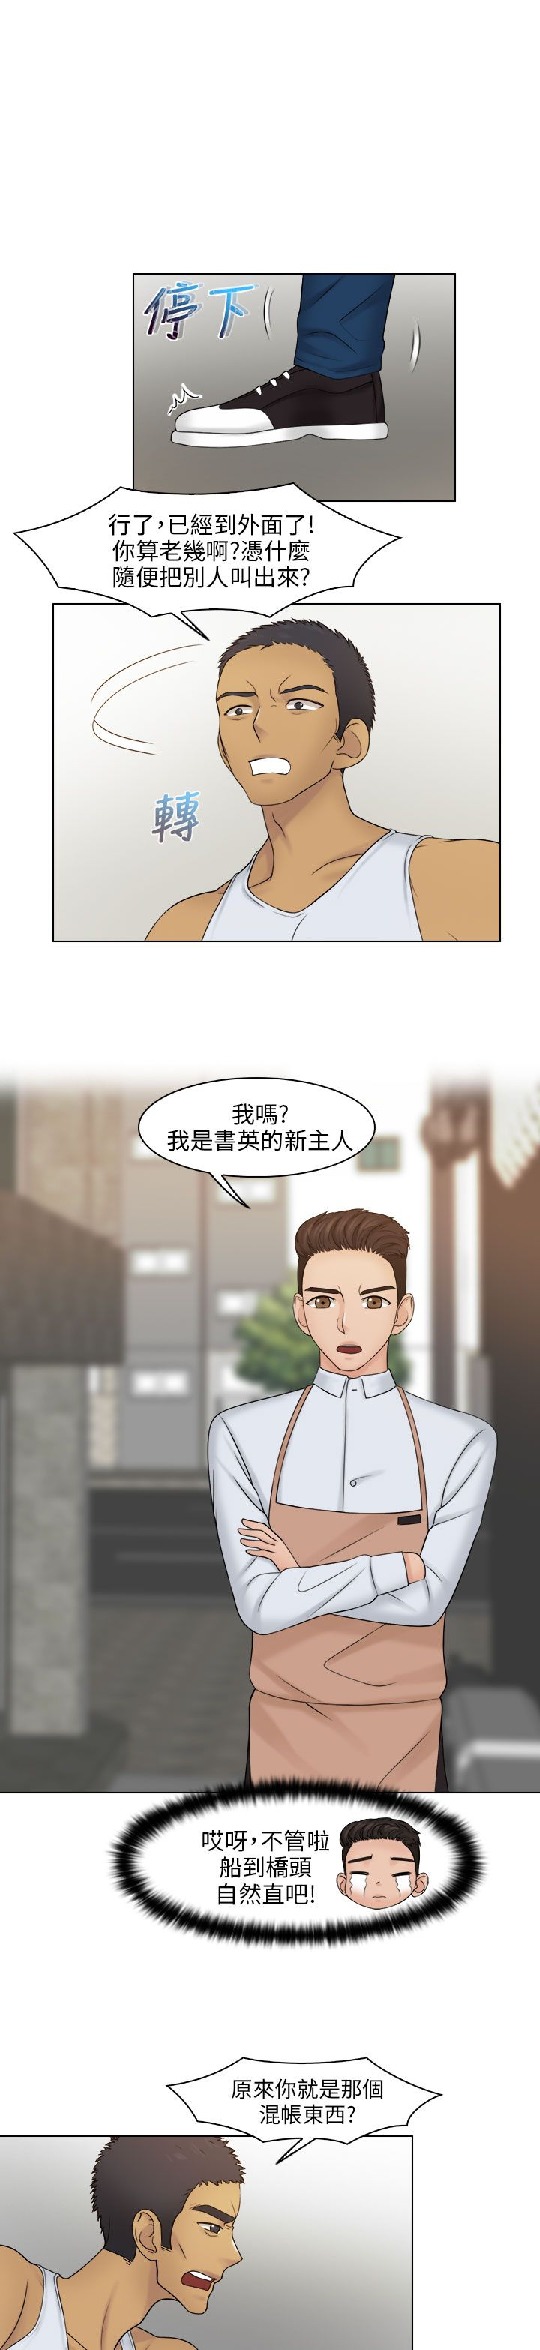 停下
行了,已經到外面了!
你算老幾啊?憑什麼
隨便把別人叫出來?
轉
我嗎?
我是書英的新主人
哎呀,不管啦
船到橋頭
自然直吧!
原來你就是那個
混帳東西?